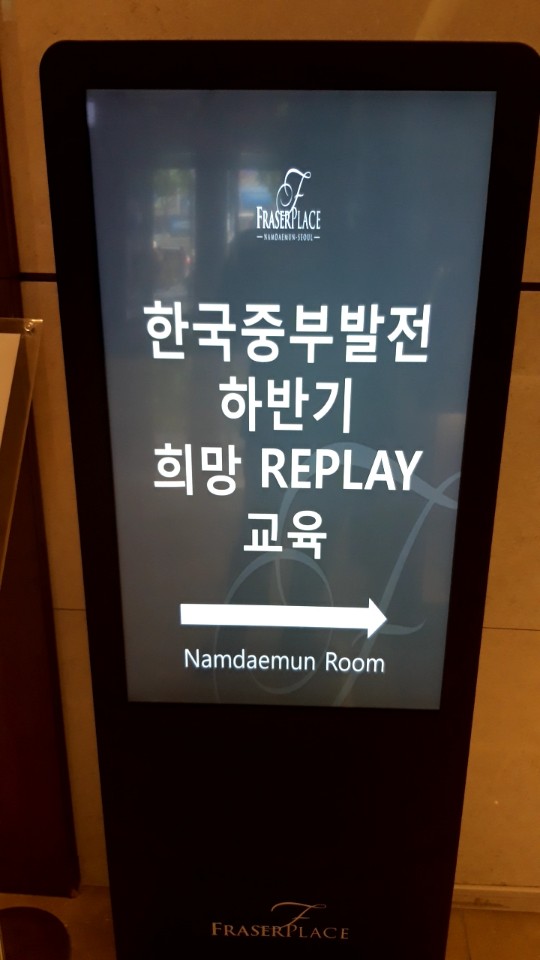 FRASER PLACE
NAMDAEMUN·SEOUL
한국중부발전
하반기
희망 REPLAY
교육
Namdaemun Room
FRASER PLACE